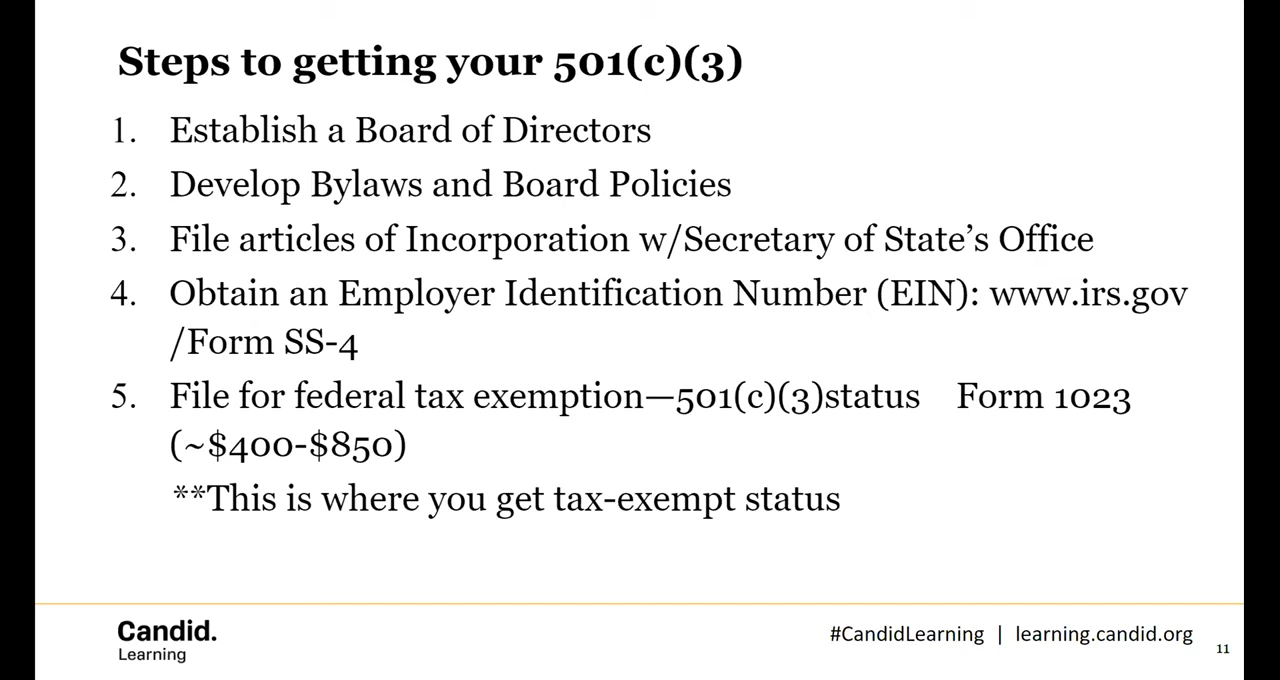 Steps to getting your 501(c)(3)
1. Establish a Board of Directors
2. Develop Bylaws and Board Policies
3. File articles of Incorporation w/Secretary of State’s Office
4. Obtain an Employer Identification Number (EIN): www.irs.gov
/Form SS-4
5. File for federal tax exemption—501(c)(3)status Form 1023
(~$400-$850)
**This is where you get tax-exempt status
Candid.
Learning
#CandidLearning | learning.candid.org
11